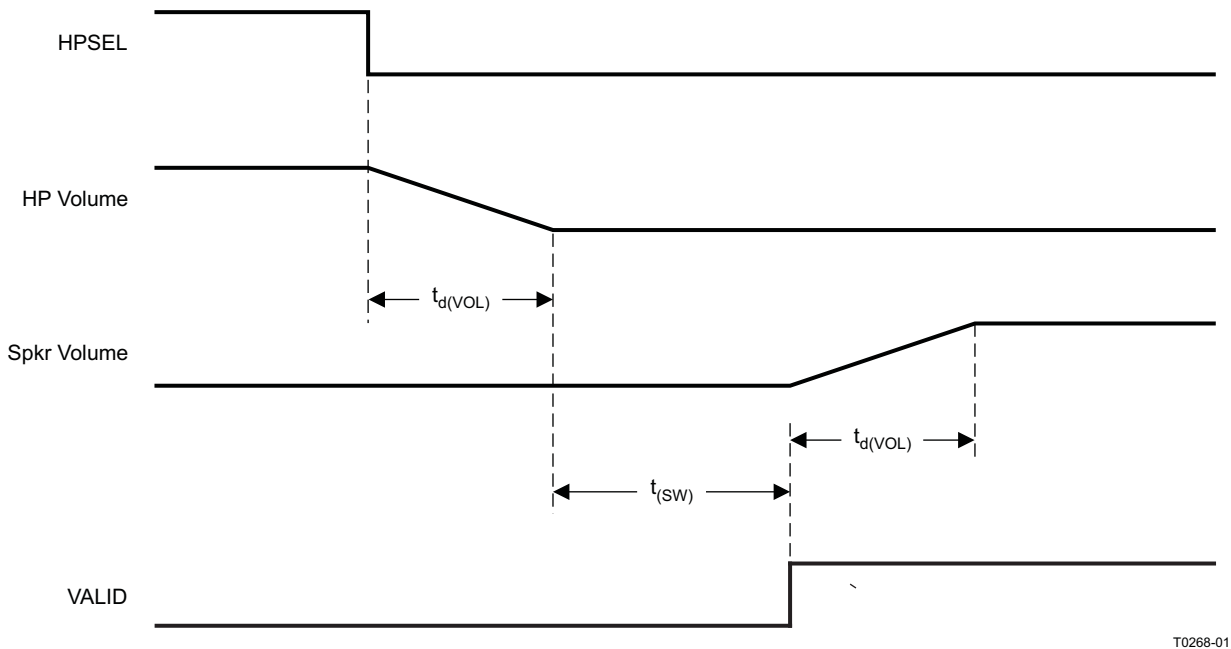 HPSEL
HP Volume
td(VOL)
Spkr Volume
td(VOL)
t(SW)
VALID
T0268-01